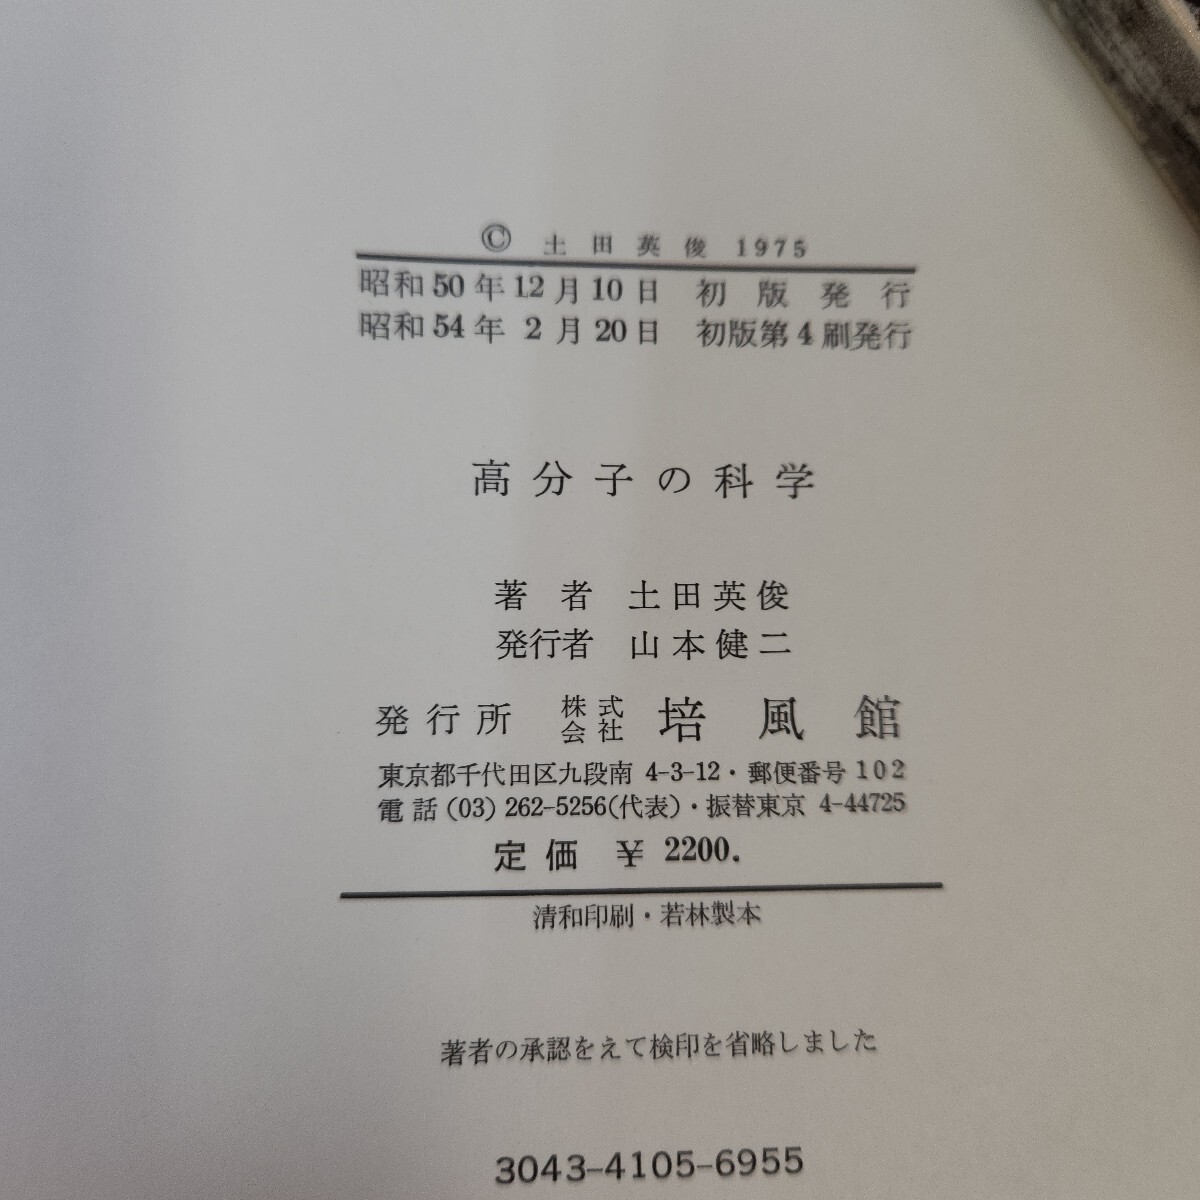 © 土田英俊 1975
昭和50年12月10日 初版発行
昭和54年2月20日 初版第4刷発行
高分子の科学
著者 土田英俊
発行者 山本健二
発行所 株式会社 培風館
東京都千代田区九段南 4-3-12・郵便番号102
電話(03)262-5256(代表)・振替東京 4-44725
定価 ¥2200.
清和印刷・若林製本
著者の承認をえて検印を省略しました
3043-4105-6955